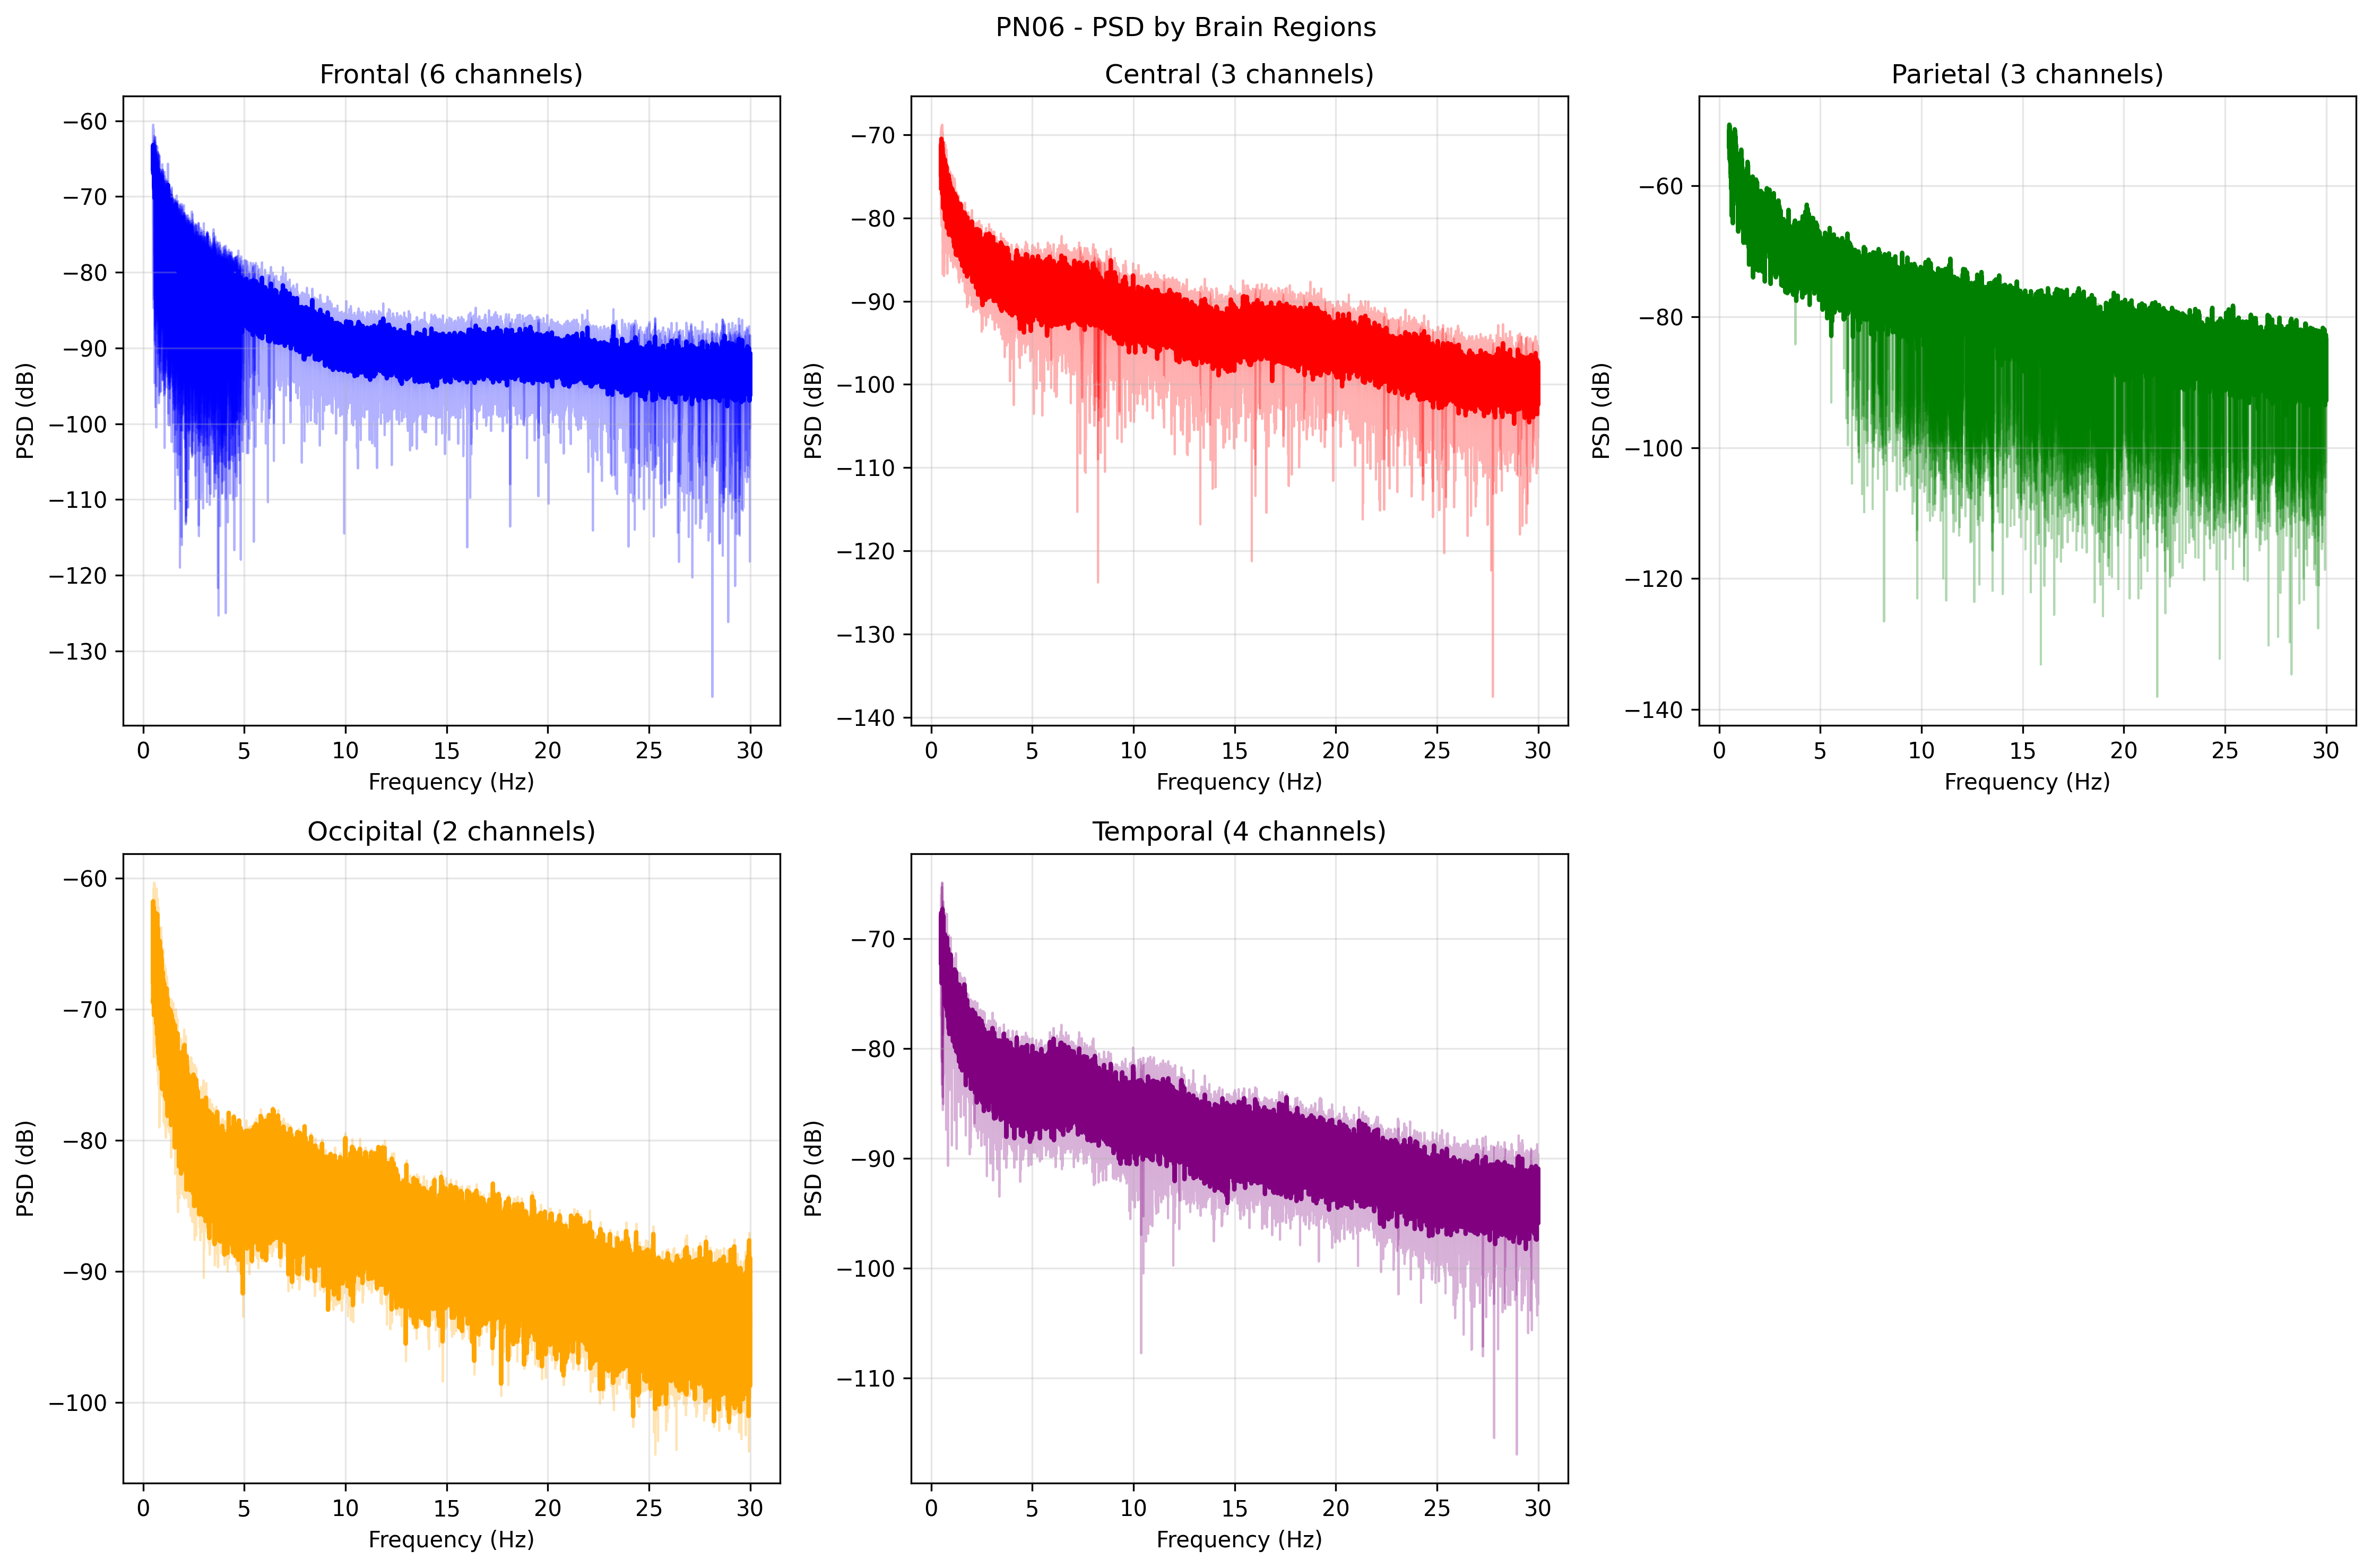 PN06 - PSD by Brain Regions
Frontal (6 channels)
Central (3 channels)
Parietal (3 channels)
PSD (dB)
−60
−70
−80
−90
−100
−110
−120
−130
0 5 10 15 20 25 30
Frequency (Hz)
PSD (dB)
−70
−80
−90
−100
−110
−120
−130
−140
0 5 10 15 20 25 30
Frequency (Hz)
PSD (dB)
−60
−80
−100
−120
−140
0 5 10 15 20 25 30
Frequency (Hz)
Occipital (2 channels)
Temporal (4 channels)
PSD (dB)
−60
−70
−80
−90
−100
0 5 10 15 20 25 30
Frequency (Hz)
PSD (dB)
−70
−80
−90
−100
−110
0 5 10 15 20 25 30
Frequency (Hz)